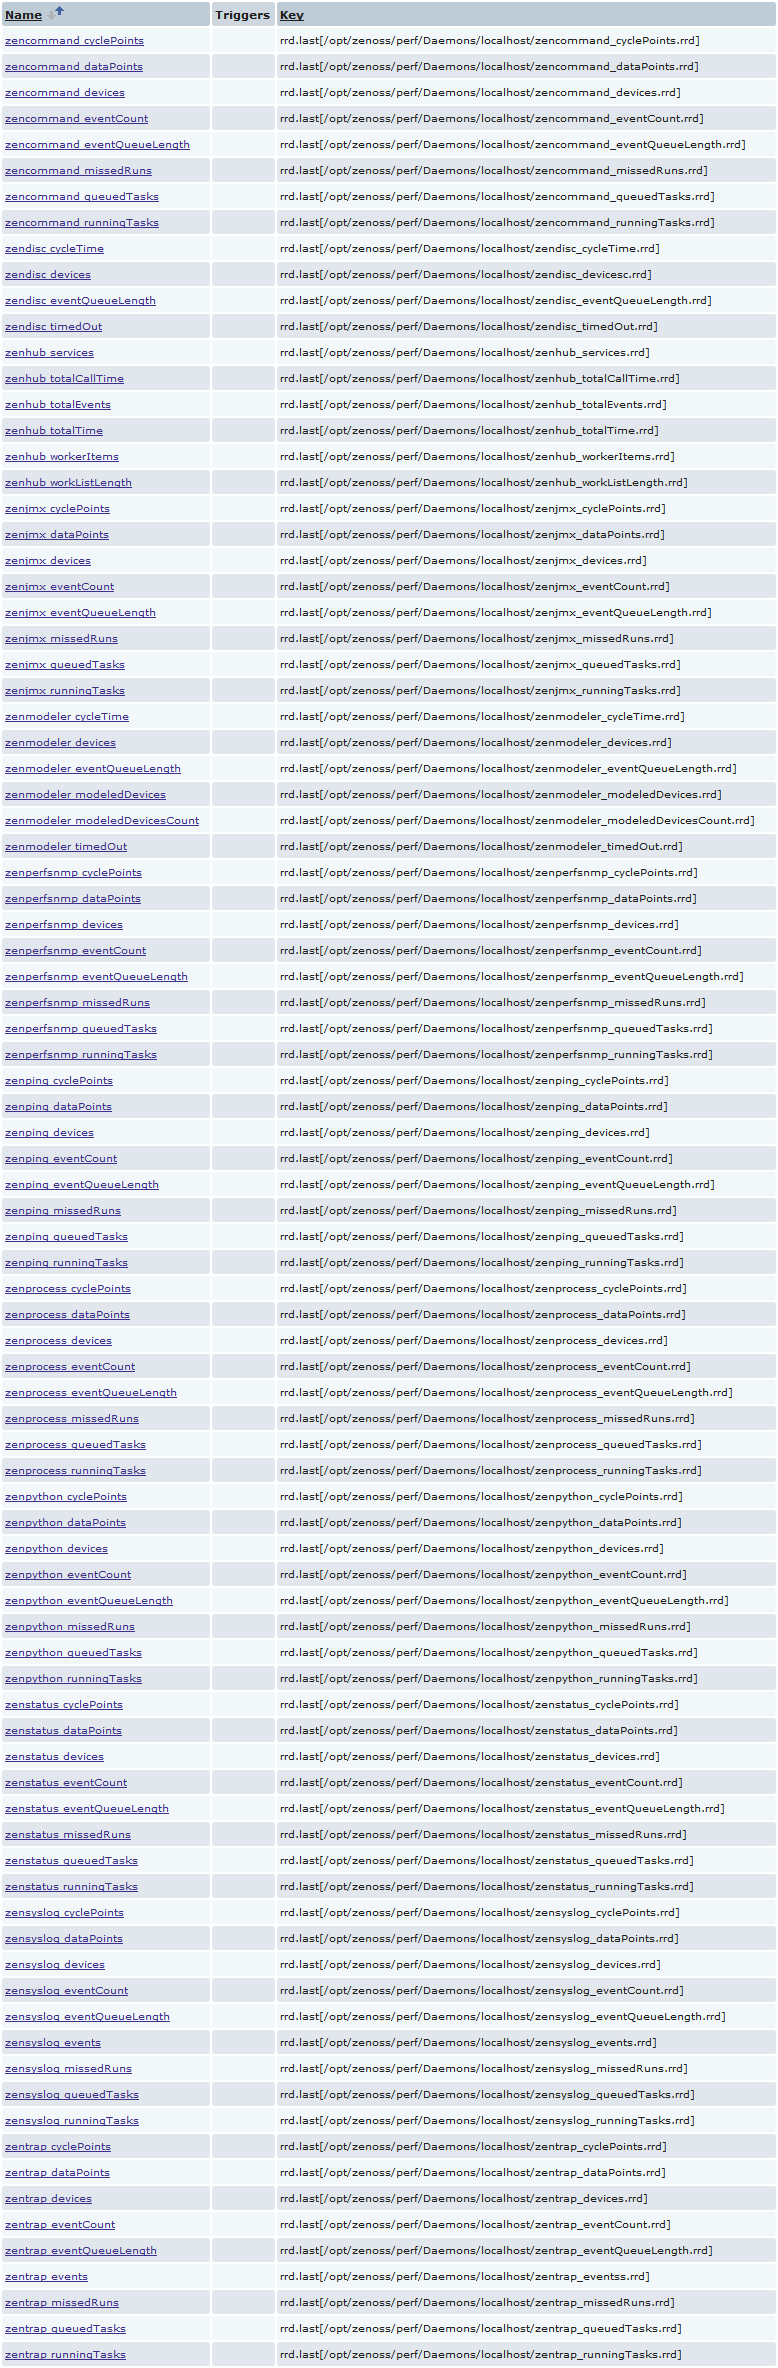 Name Triggers Key
zencommand cyclePoints rrd.last[/opt/zenoss/perf/Daemons/localhost/zencommand_cyclePoints.rrd]
zencommand dataPoints rrd.last[/opt/zenoss/perf/Daemons/localhost/zencommand_dataPoints.rrd]
zencommand devices rrd.last[/opt/zenoss/perf/Daemons/localhost/zencommand_devices.rrd]
zencommand eventCount rrd.last[/opt/zenoss/perf/Daemons/localhost/zencommand_eventCount.rrd]
zencommand eventQueueLength rrd.last[/opt/zenoss/perf/Daemons/localhost/zencommand_eventQueueLength.rrd]
zencommand missedRuns rrd.last[/opt/zenoss/perf/Daemons/localhost/zencommand_missedRuns.rrd]
zencommand queuedTasks rrd.last[/opt/zenoss/perf/Daemons/localhost/zencommand_queuedTasks.rrd]
zencommand runningTasks rrd.last[/opt/zenoss/perf/Daemons/localhost/zencommand_runningTasks.rrd]
zendisc cycleTime rrd.last[/opt/zenoss/perf/Daemons/localhost/zendisc_cycleTime.rrd]
zendisc devices rrd.last[/opt/zenoss/perf/Daemons/localhost/zendisc_devicesc.rrd]
zendisc eventQueueLength rrd.last[/opt/zenoss/perf/Daemons/localhost/zendisc_eventQueueLength.rrd]
zendisc timedOut rrd.last[/opt/zenoss/perf/Daemons/localhost/zendisc_timedOut.rrd]
zenhub services rrd.last[/opt/zenoss/perf/Daemons/localhost/zenhub_services.rrd]
zenhub totalCallTime rrd.last[/opt/zenoss/perf/Daemons/localhost/zenhub_totalCallTime.rrd]
zenhub totalEvents rrd.last[/opt/zenoss/perf/Daemons/localhost/zenhub_totalEvents.rrd]
zenhub totalTime rrd.last[/opt/zenoss/perf/Daemons/localhost/zenhub_totalTime.rrd]
zenhub workerItems rrd.last[/opt/zenoss/perf/Daemons/localhost/zenhub_workerItems.rrd]
zenhub workListLength rrd.last[/opt/zenoss/perf/Daemons/localhost/zenhub_workListLength.rrd]
zenjmx cyclePoints rrd.last[/opt/zenoss/perf/Daemons/localhost/zenjmx_cyclePoints.rrd]
zenjmx dataPoints rrd.last[/opt/zenoss/perf/Daemons/localhost/zenjmx_dataPoints.rrd]
zenjmx devices rrd.last[/opt/zenoss/perf/Daemons/localhost/zenjmx_devices.rrd]
zenjmx eventCount rrd.last[/opt/zenoss/perf/Daemons/localhost/zenjmx_eventCount.rrd]
zenjmx eventQueueLength rrd.last[/opt/zenoss/perf/Daemons/localhost/zenjmx_eventQueueLength.rrd]
zenjmx missedRuns rrd.last[/opt/zenoss/perf/Daemons/localhost/zenjmx_missedRuns.rrd]
zenjmx queuedTasks rrd.last[/opt/zenoss/perf/Daemons/localhost/zenjmx_queuedTasks.rrd]
zenjmx runningTasks rrd.last[/opt/zenoss/perf/Daemons/localhost/zenjmx_runningTasks.rrd]
zenmodeler cycleTime rrd.last[/opt/zenoss/perf/Daemons/localhost/zenmodeler_cycleTime.rrd]
zenmodeler devices rrd.last[/opt/zenoss/perf/Daemons/localhost/zenmodeler_devices.rrd]
zenmodeler eventQueueLength rrd.last[/opt/zenoss/perf/Daemons/localhost/zenmodeler_eventQueueLength.rrd]
zenmodeler modeledDevices rrd.last[/opt/zenoss/perf/Daemons/localhost/zenmodeler_modeledDevices.rrd]
zenmodeler modeledDevicesCount rrd.last[/opt/zenoss/perf/Daemons/localhost/zenmodeler_modeledDevicesCount.rrd]
zenmodeler timedOut rrd.last[/opt/zenoss/perf/Daemons/localhost/zenmodeler_timedOut.rrd]
zenperfsnmp cyclePoints rrd.last[/opt/zenoss/perf/Daemons/localhost/zenperfsnmp_cyclePoints.rrd]
zenperfsnmp dataPoints rrd.last[/opt/zenoss/perf/Daemons/localhost/zenperfsnmp_dataPoints.rrd]
zenperfsnmp devices rrd.last[/opt/zenoss/perf/Daemons/localhost/zenperfsnmp_devices.rrd]
zenperfsnmp eventCount rrd.last[/opt/zenoss/perf/Daemons/localhost/zenperfsnmp_eventCount.rrd]
zenperfsnmp eventQueueLength rrd.last[/opt/zenoss/perf/Daemons/localhost/zenperfsnmp_eventQueueLength.rrd]
zenperfsnmp missedRuns rrd.last[/opt/zenoss/perf/Daemons/localhost/zenperfsnmp_missedRuns.rrd]
zenperfsnmp queuedTasks rrd.last[/opt/zenoss/perf/Daemons/localhost/zenperfsnmp_queuedTasks.rrd]
zenperfsnmp runningTasks rrd.last[/opt/zenoss/perf/Daemons/localhost/zenperfsnmp_runningTasks.rrd]
zenping cyclePoints rrd.last[/opt/zenoss/perf/Daemons/localhost/zenping_cyclePoints.rrd]
zenping dataPoints rrd.last[/opt/zenoss/perf/Daemons/localhost/zenping_dataPoints.rrd]
zenping devices rrd.last[/opt/zenoss/perf/Daemons/localhost/zenping_devices.rrd]
zenping eventCount rrd.last[/opt/zenoss/perf/Daemons/localhost/zenping_eventCount.rrd]
zenping eventQueueLength rrd.last[/opt/zenoss/perf/Daemons/localhost/zenping_eventQueueLength.rrd]
zenping missedRuns rrd.last[/opt/zenoss/perf/Daemons/localhost/zenping_missedRuns.rrd]
zenping queuedTasks rrd.last[/opt/zenoss/perf/Daemons/localhost/zenping_queuedTasks.rrd]
zenping runningTasks rrd.last[/opt/zenoss/perf/Daemons/localhost/zenping_runningTasks.rrd]
zenprocess cyclePoints rrd.last[/opt/zenoss/perf/Daemons/localhost/zenprocess_cyclePoints.rrd]
zenprocess dataPoints rrd.last[/opt/zenoss/perf/Daemons/localhost/zenprocess_dataPoints.rrd]
zenprocess devices rrd.last[/opt/zenoss/perf/Daemons/localhost/zenprocess_devices.rrd]
zenprocess eventCount rrd.last[/opt/zenoss/perf/Daemons/localhost/zenprocess_eventCount.rrd]
zenprocess eventQueueLength rrd.last[/opt/zenoss/perf/Daemons/localhost/zenprocess_eventQueueLength.rrd]
zenprocess missedRuns rrd.last[/opt/zenoss/perf/Daemons/localhost/zenprocess_missedRuns.rrd]
zenprocess queuedTasks rrd.last[/opt/zenoss/perf/Daemons/localhost/zenprocess_queuedTasks.rrd]
zenprocess runningTasks rrd.last[/opt/zenoss/perf/Daemons/localhost/zenprocess_runningTasks.rrd]
zenpython cyclePoints rrd.last[/opt/zenoss/perf/Daemons/localhost/zenpython_cyclePoints.rrd]
zenpython dataPoints rrd.last[/opt/zenoss/perf/Daemons/localhost/zenpython_dataPoints.rrd]
zenpython devices rrd.last[/opt/zenoss/perf/Daemons/localhost/zenpython_devices.rrd]
zenpython eventCount rrd.last[/opt/zenoss/perf/Daemons/localhost/zenpython_eventCount.rrd]
zenpython eventQueueLength rrd.last[/opt/zenoss/perf/Daemons/localhost/zenpython_eventQueueLength.rrd]
zenpython missedRuns rrd.last[/opt/zenoss/perf/Daemons/localhost/zenpython_missedRuns.rrd]
zenpython queuedTasks rrd.last[/opt/zenoss/perf/Daemons/localhost/zenpython_queuedTasks.rrd]
zenpython runningTasks rrd.last[/opt/zenoss/perf/Daemons/localhost/zenpython_runningTasks.rrd]
zenstatus cyclePoints rrd.last[/opt/zenoss/perf/Daemons/localhost/zenstatus_cyclePoints.rrd]
zenstatus dataPoints rrd.last[/opt/zenoss/perf/Daemons/localhost/zenstatus_dataPoints.rrd]
zenstatus devices rrd.last[/opt/zenoss/perf/Daemons/localhost/zenstatus_devices.rrd]
zenstatus eventCount rrd.last[/opt/zenoss/perf/Daemons/localhost/zenstatus_eventCount.rrd]
zenstatus eventQueueLength rrd.last[/opt/zenoss/perf/Daemons/localhost/zenstatus_eventQueueLength.rrd]
zenstatus missedRuns rrd.last[/opt/zenoss/perf/Daemons/localhost/zenstatus_missedRuns.rrd]
zenstatus queuedTasks rrd.last[/opt/zenoss/perf/Daemons/localhost/zenstatus_queuedTasks.rrd]
zenstatus runningTasks rrd.last[/opt/zenoss/perf/Daemons/localhost/zenstatus_runningTasks.rrd]
zensyslog cyclePoints rrd.last[/opt/zenoss/perf/Daemons/localhost/zensyslog_cyclePoints.rrd]
zensyslog dataPoints rrd.last[/opt/zenoss/perf/Daemons/localhost/zensyslog_dataPoints.rrd]
zensyslog devices rrd.last[/opt/zenoss/perf/Daemons/localhost/zensyslog_devices.rrd]
zensyslog eventCount rrd.last[/opt/zenoss/perf/Daemons/localhost/zensyslog_eventCount.rrd]
zensyslog eventQueueLength rrd.last[/opt/zenoss/perf/Daemons/localhost/zensyslog_eventQueueLength.rrd]
zensyslog events rrd.last[/opt/zenoss/perf/Daemons/localhost/zensyslog_events.rrd]
zensyslog missedRuns rrd.last[/opt/zenoss/perf/Daemons/localhost/zensyslog_missedRuns.rrd]
zensyslog queuedTasks rrd.last[/opt/zenoss/perf/Daemons/localhost/zensyslog_queuedTasks.rrd]
zensyslog runningTasks rrd.last[/opt/zenoss/perf/Daemons/localhost/zensyslog_runningTasks.rrd]
zentrap cyclePoints rrd.last[/opt/zenoss/perf/Daemons/localhost/zentrap_cyclePoints.rrd]
zentrap dataPoints rrd.last[/opt/zenoss/perf/Daemons/localhost/zentrap_dataPoints.rrd]
zentrap devices rrd.last[/opt/zenoss/perf/Daemons/localhost/zentrap_devices.rrd]
zentrap eventCount rrd.last[/opt/zenoss/perf/Daemons/localhost/zentrap_eventCount.rrd]
zentrap eventQueueLength rrd.last[/opt/zenoss/perf/Daemons/localhost/zentrap_eventQueueLength.rrd]
zentrap events rrd.last[/opt/zenoss/perf/Daemons/localhost/zentrap_eventss.rrd]
zentrap missedRuns rrd.last[/opt/zenoss/perf/Daemons/localhost/zentrap_missedRuns.rrd]
zentrap queuedTasks rrd.last[/opt/zenoss/perf/Daemons/localhost/zentrap_queuedTasks.rrd]
zentrap runningTasks rrd.last[/opt/zenoss/perf/Daemons/localhost/zentrap_runningTasks.rrd]